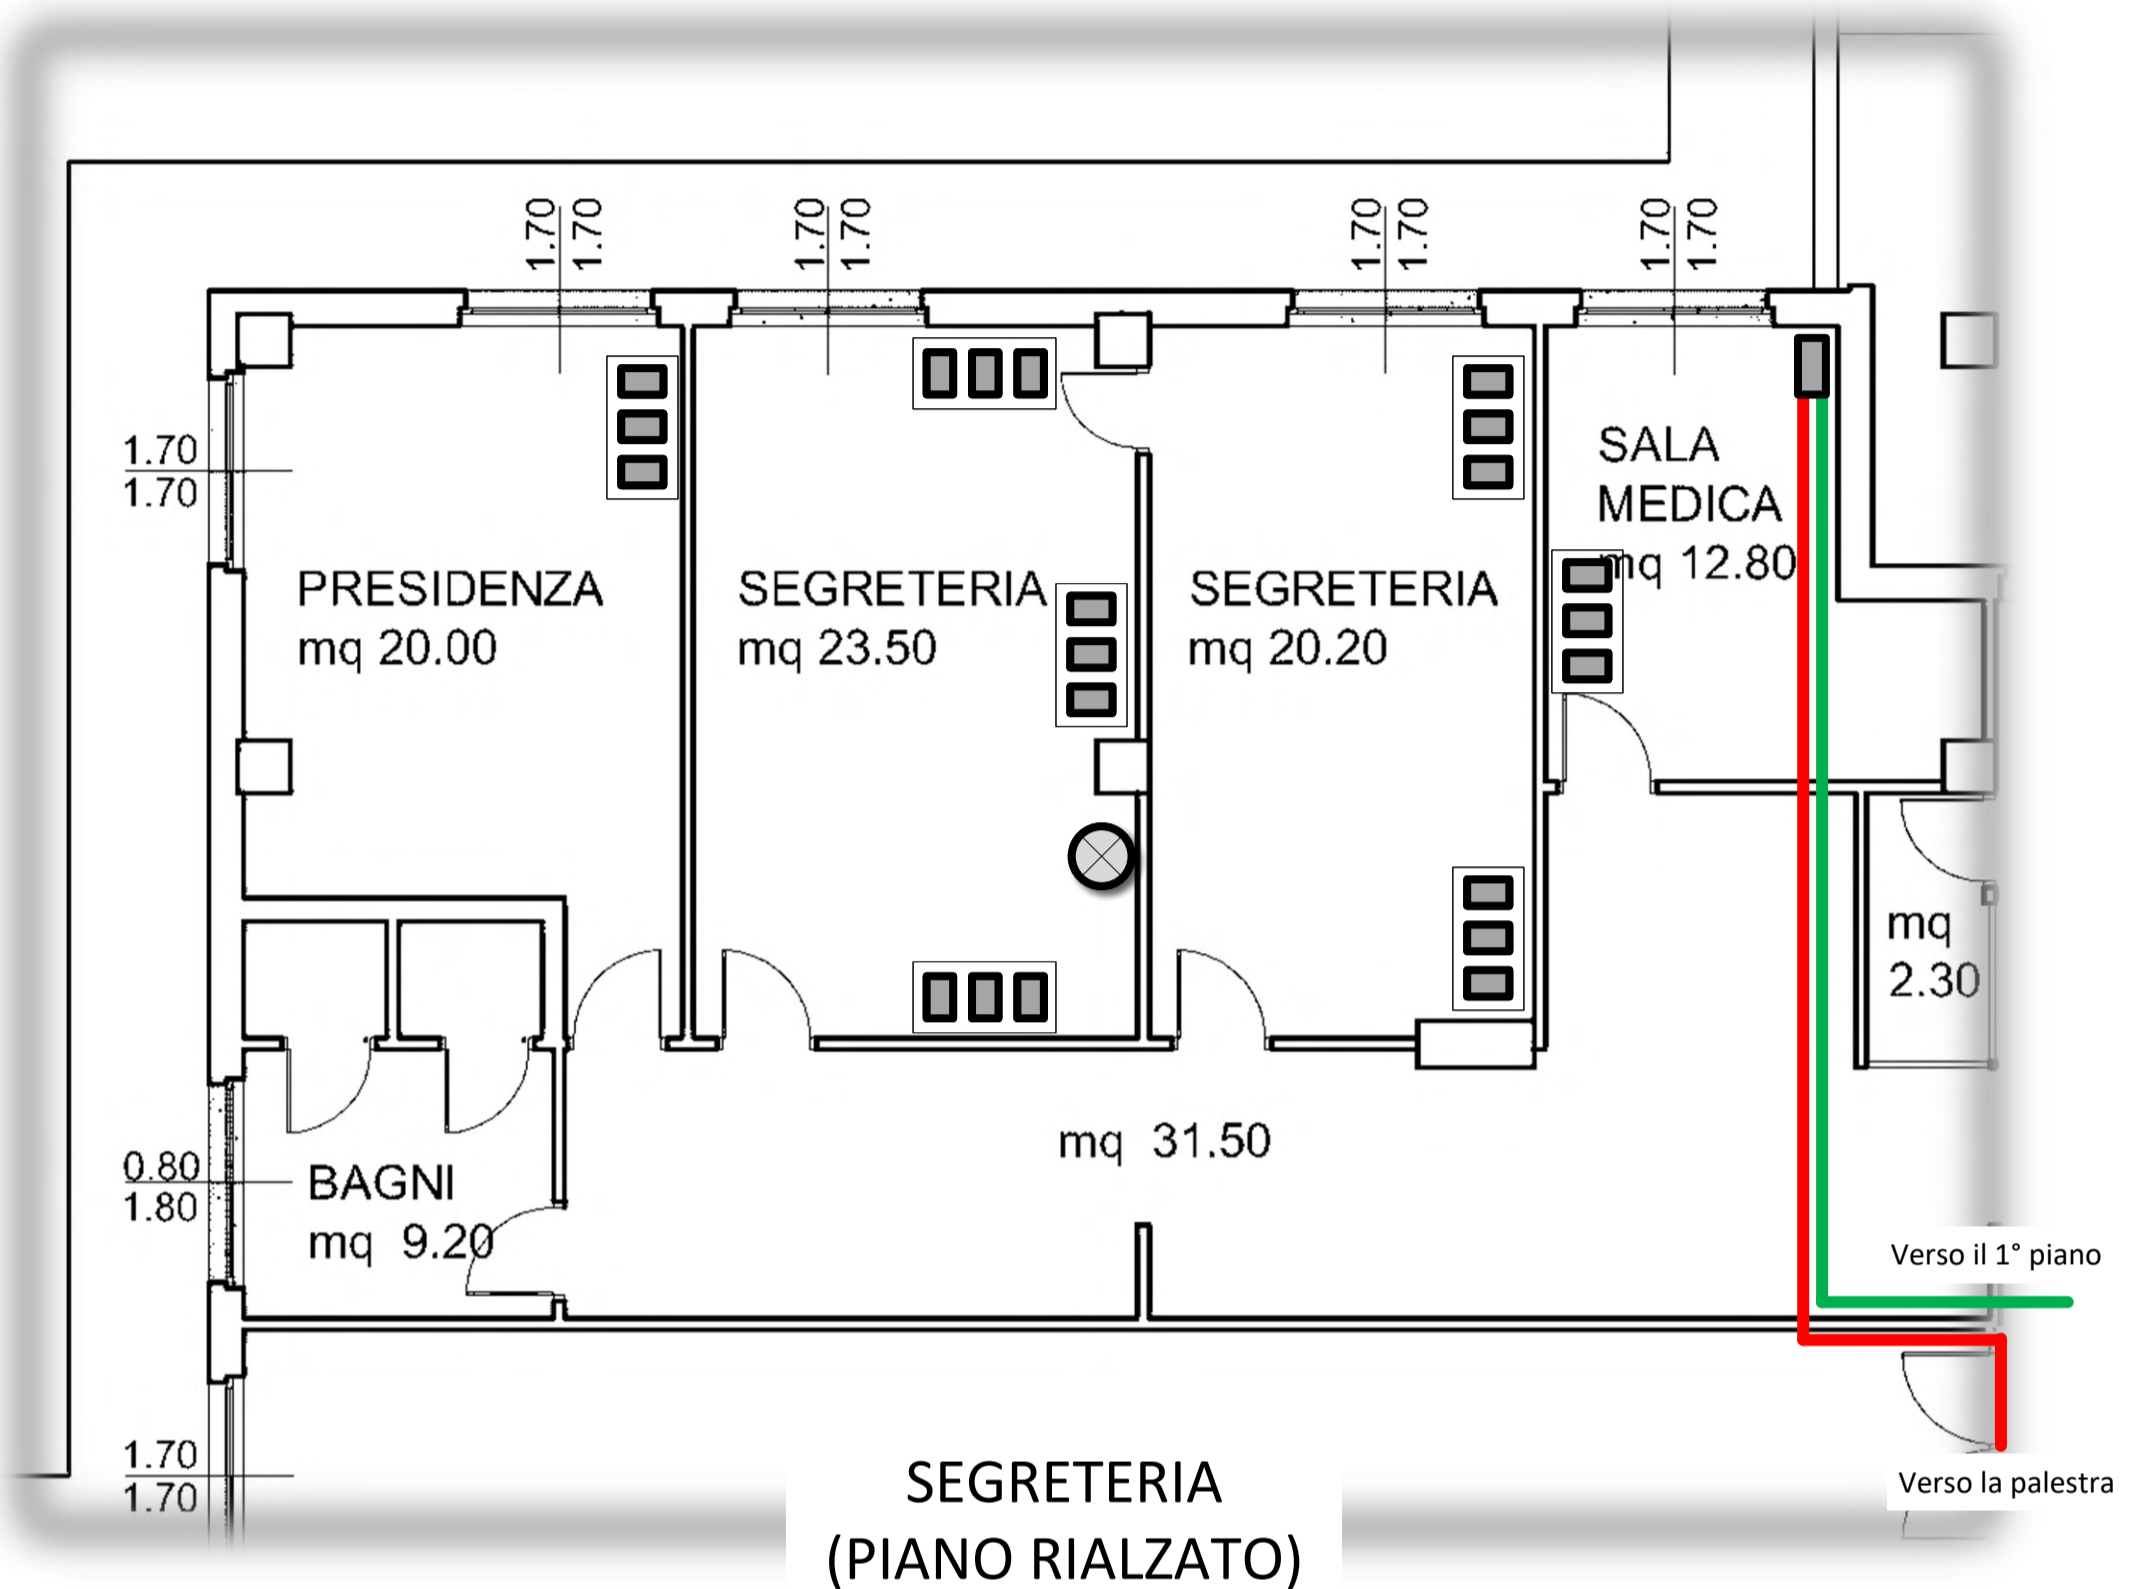 1.70
1.70
1.70
1.70
1.70
1.70
1.70
1.70
1.70
1.70
PRESIDENZA
mq 20.00
SEGRETERIA
mq 23.50
SEGRETERIA
mq 20.20
SALA
MEDICA
mq 12.80
mq
2.30
mq 31.50
0.80
1.80
BAGNI
mq 9.20
Verso il 1° piano
1.70
1.70
Verso la palestra
SEGRETERIA
(PIANO RIALZATO)